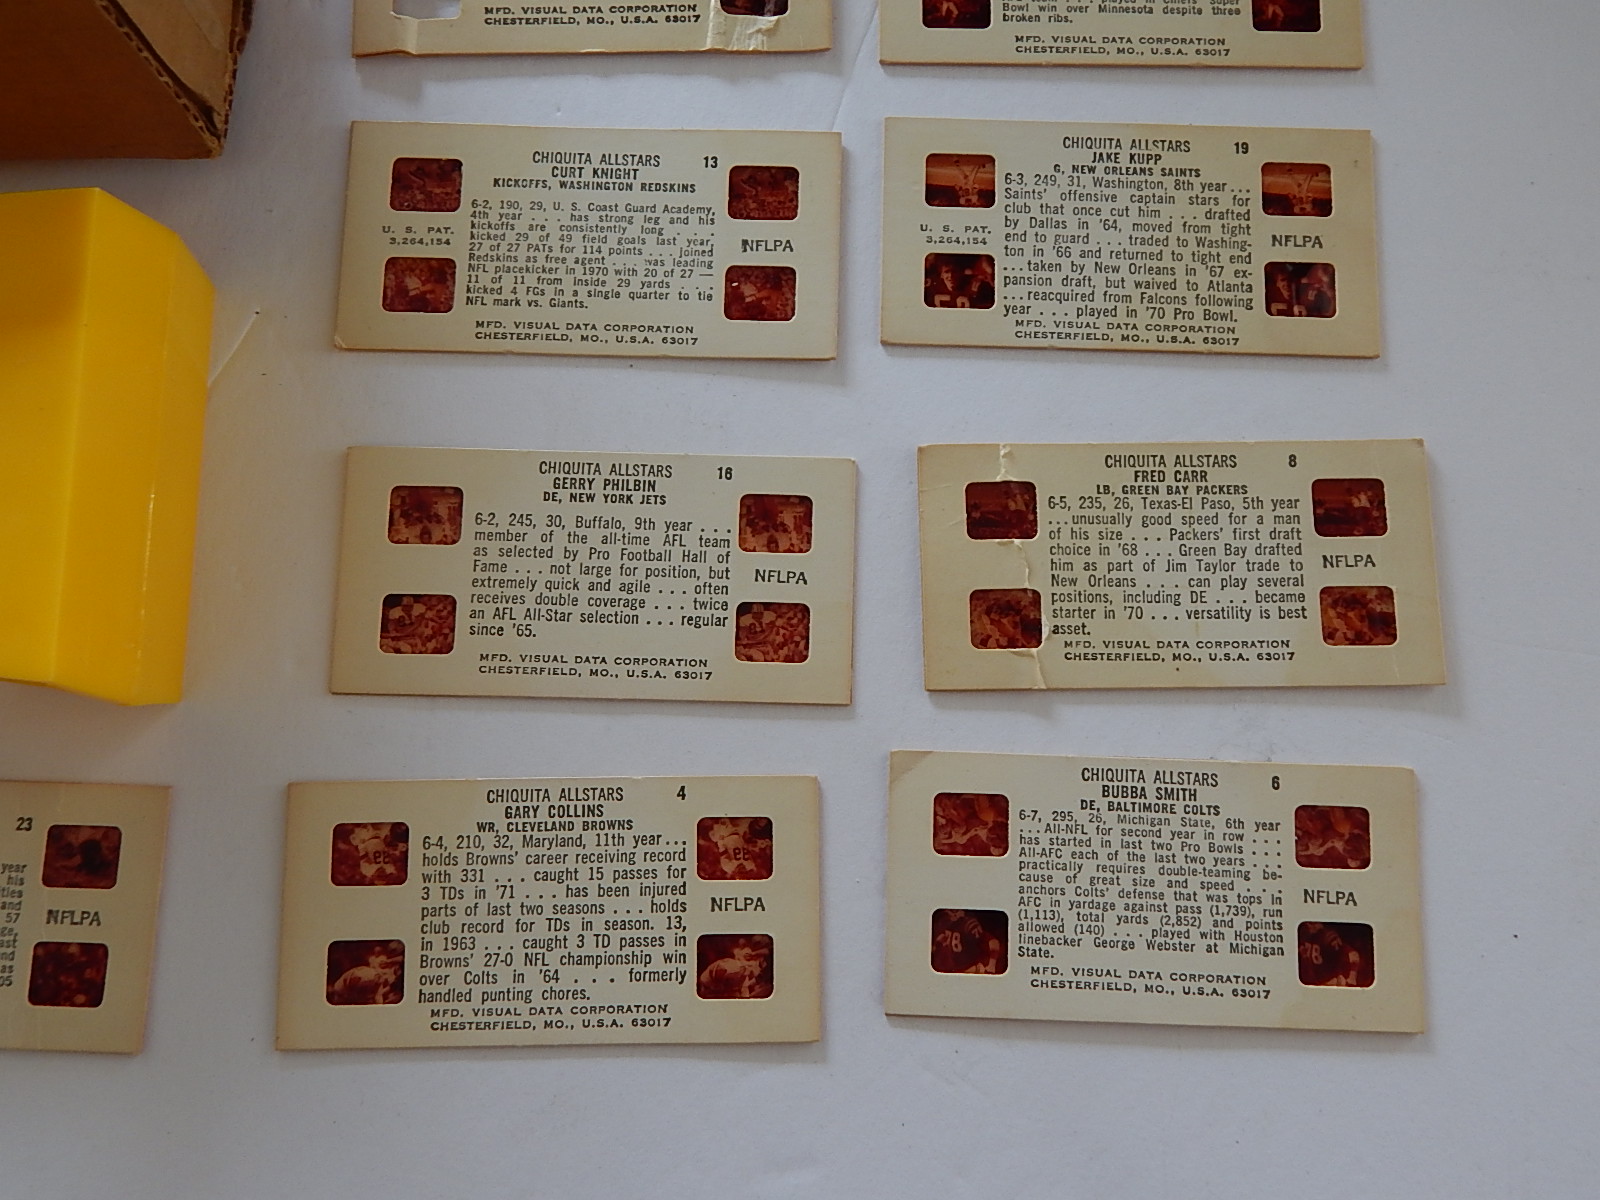 MFD. VISUAL DATA CORPORATION
CHESTERFIELD, MO., U.S.A. 63017
Bowl win over Minnesota despite three
broken ribs.
MFD. VISUAL DATA CORPORATION
CHESTERFIELD, MO., U.S.A. 63017
CHIQUITA ALLSTARS 13
CURT KNIGHT
KICKOFFS, WASHINGTON REDSKINS
6-2, 190, 29, U. S. Coast Guard Academy,
4th year . . . has strong leg and his
kickoffs are consistently long . . .
kicked 29 of 49 field goals last year,
27 of 27 PATs for 114 points . . . joined
Redskins as free agent . . . was leading
NFL placekicker in 1970 with 20 of 27 —
11 of 11 from inside 29 yards . . .
kicked 4 FGs in a single quarter to tie
NFL mark vs. Giants.
U. S. PAT.
3,264,154
NFLPA
MFD. VISUAL DATA CORPORATION
CHESTERFIELD, MO., U.S.A. 63017
CHIQUITA ALLSTARS 19
JAKE KUPP
G, NEW ORLEANS SAINTS
6-3, 249, 31, Washington, 8th year ...
Saints' offensive captain stars for
club that once cut him . . . drafted
by Dallas in '64, moved from tight
end to guard . . . traded to Washing-
ton in '66 and returned to tight end
... taken by New Orleans in '67 ex-
pansion draft, but waived to Atlanta
... reacquired from Falcons following
year . . . played in '70 Pro Bowl.
U. S. PAT.
3,264,154
NFLPA
MFD. VISUAL DATA CORPORATION
CHESTERFIELD, MO., U.S.A. 63017
CHIQUITA ALLSTARS 16
GERRY PHILBIN
DE, NEW YORK JETS
6-2, 245, 30, Buffalo, 9th year . . .
member of the all-time AFL team
as selected by Pro Football Hall of
Fame . . . not large for position, but
extremely quick and agile . . . often
receives double coverage . . . twice
an AFL All-Star selection . . . regular
since '65.
NFLPA
MFD. VISUAL DATA CORPORATION
CHESTERFIELD, MO., U.S.A. 63017
CHIQUITA ALLSTARS 8
FRED CARR
LB, GREEN BAY PACKERS
6-5, 235, 26, Texas-El Paso, 5th year
... unusually good speed for a man
of his size . . . Packers' first draft
choice in '68 . . . Green Bay drafted
him as part of Jim Taylor trade to
New Orleans . . . can play several
positions, including DE . . . became
starter in '70 . . . versatility is best
asset.
NFLPA
MFD. VISUAL DATA CORPORATION
CHESTERFIELD, MO., U.S.A. 63017
23
year
his
and
57
NFLPA
CHIQUITA ALLSTARS 4
GARY COLLINS
WR, CLEVELAND BROWNS
6-4, 210, 32, Maryland, 11th year ...
holds Browns' career receiving record
with 331 . . . caught 15 passes for
3 TDs in '71 . . . has been injured
parts of last two seasons . . . holds
club record for TDs in season. 13,
in 1963 . . . caught 3 TD passes in
Browns' 27-0 NFL championship win
over Colts in '64 . . . formerly
handled punting chores.
NFLPA
MFD. VISUAL DATA CORPORATION
CHESTERFIELD, MO., U.S.A. 63017
CHIQUITA ALLSTARS 6
BUBBA SMITH
DE, BALTIMORE COLTS
6-7, 295, 26, Michigan State, 6th year
... All-NFL for second year in row . . .
has started in last two Pro Bowls . . .
All-AFC each of the last two years . . .
practically requires double-teaming be-
cause of great size and speed . . .
anchors Colts' defense that was tops in
AFC in yardage against pass (1,739), run
(1,113), total yards (2,852) and points
allowed (140) . . . played with Houston
linebacker George Webster at Michigan
State.
NFLPA
MFD. VISUAL DATA CORPORATION
CHESTERFIELD, MO., U.S.A. 63017